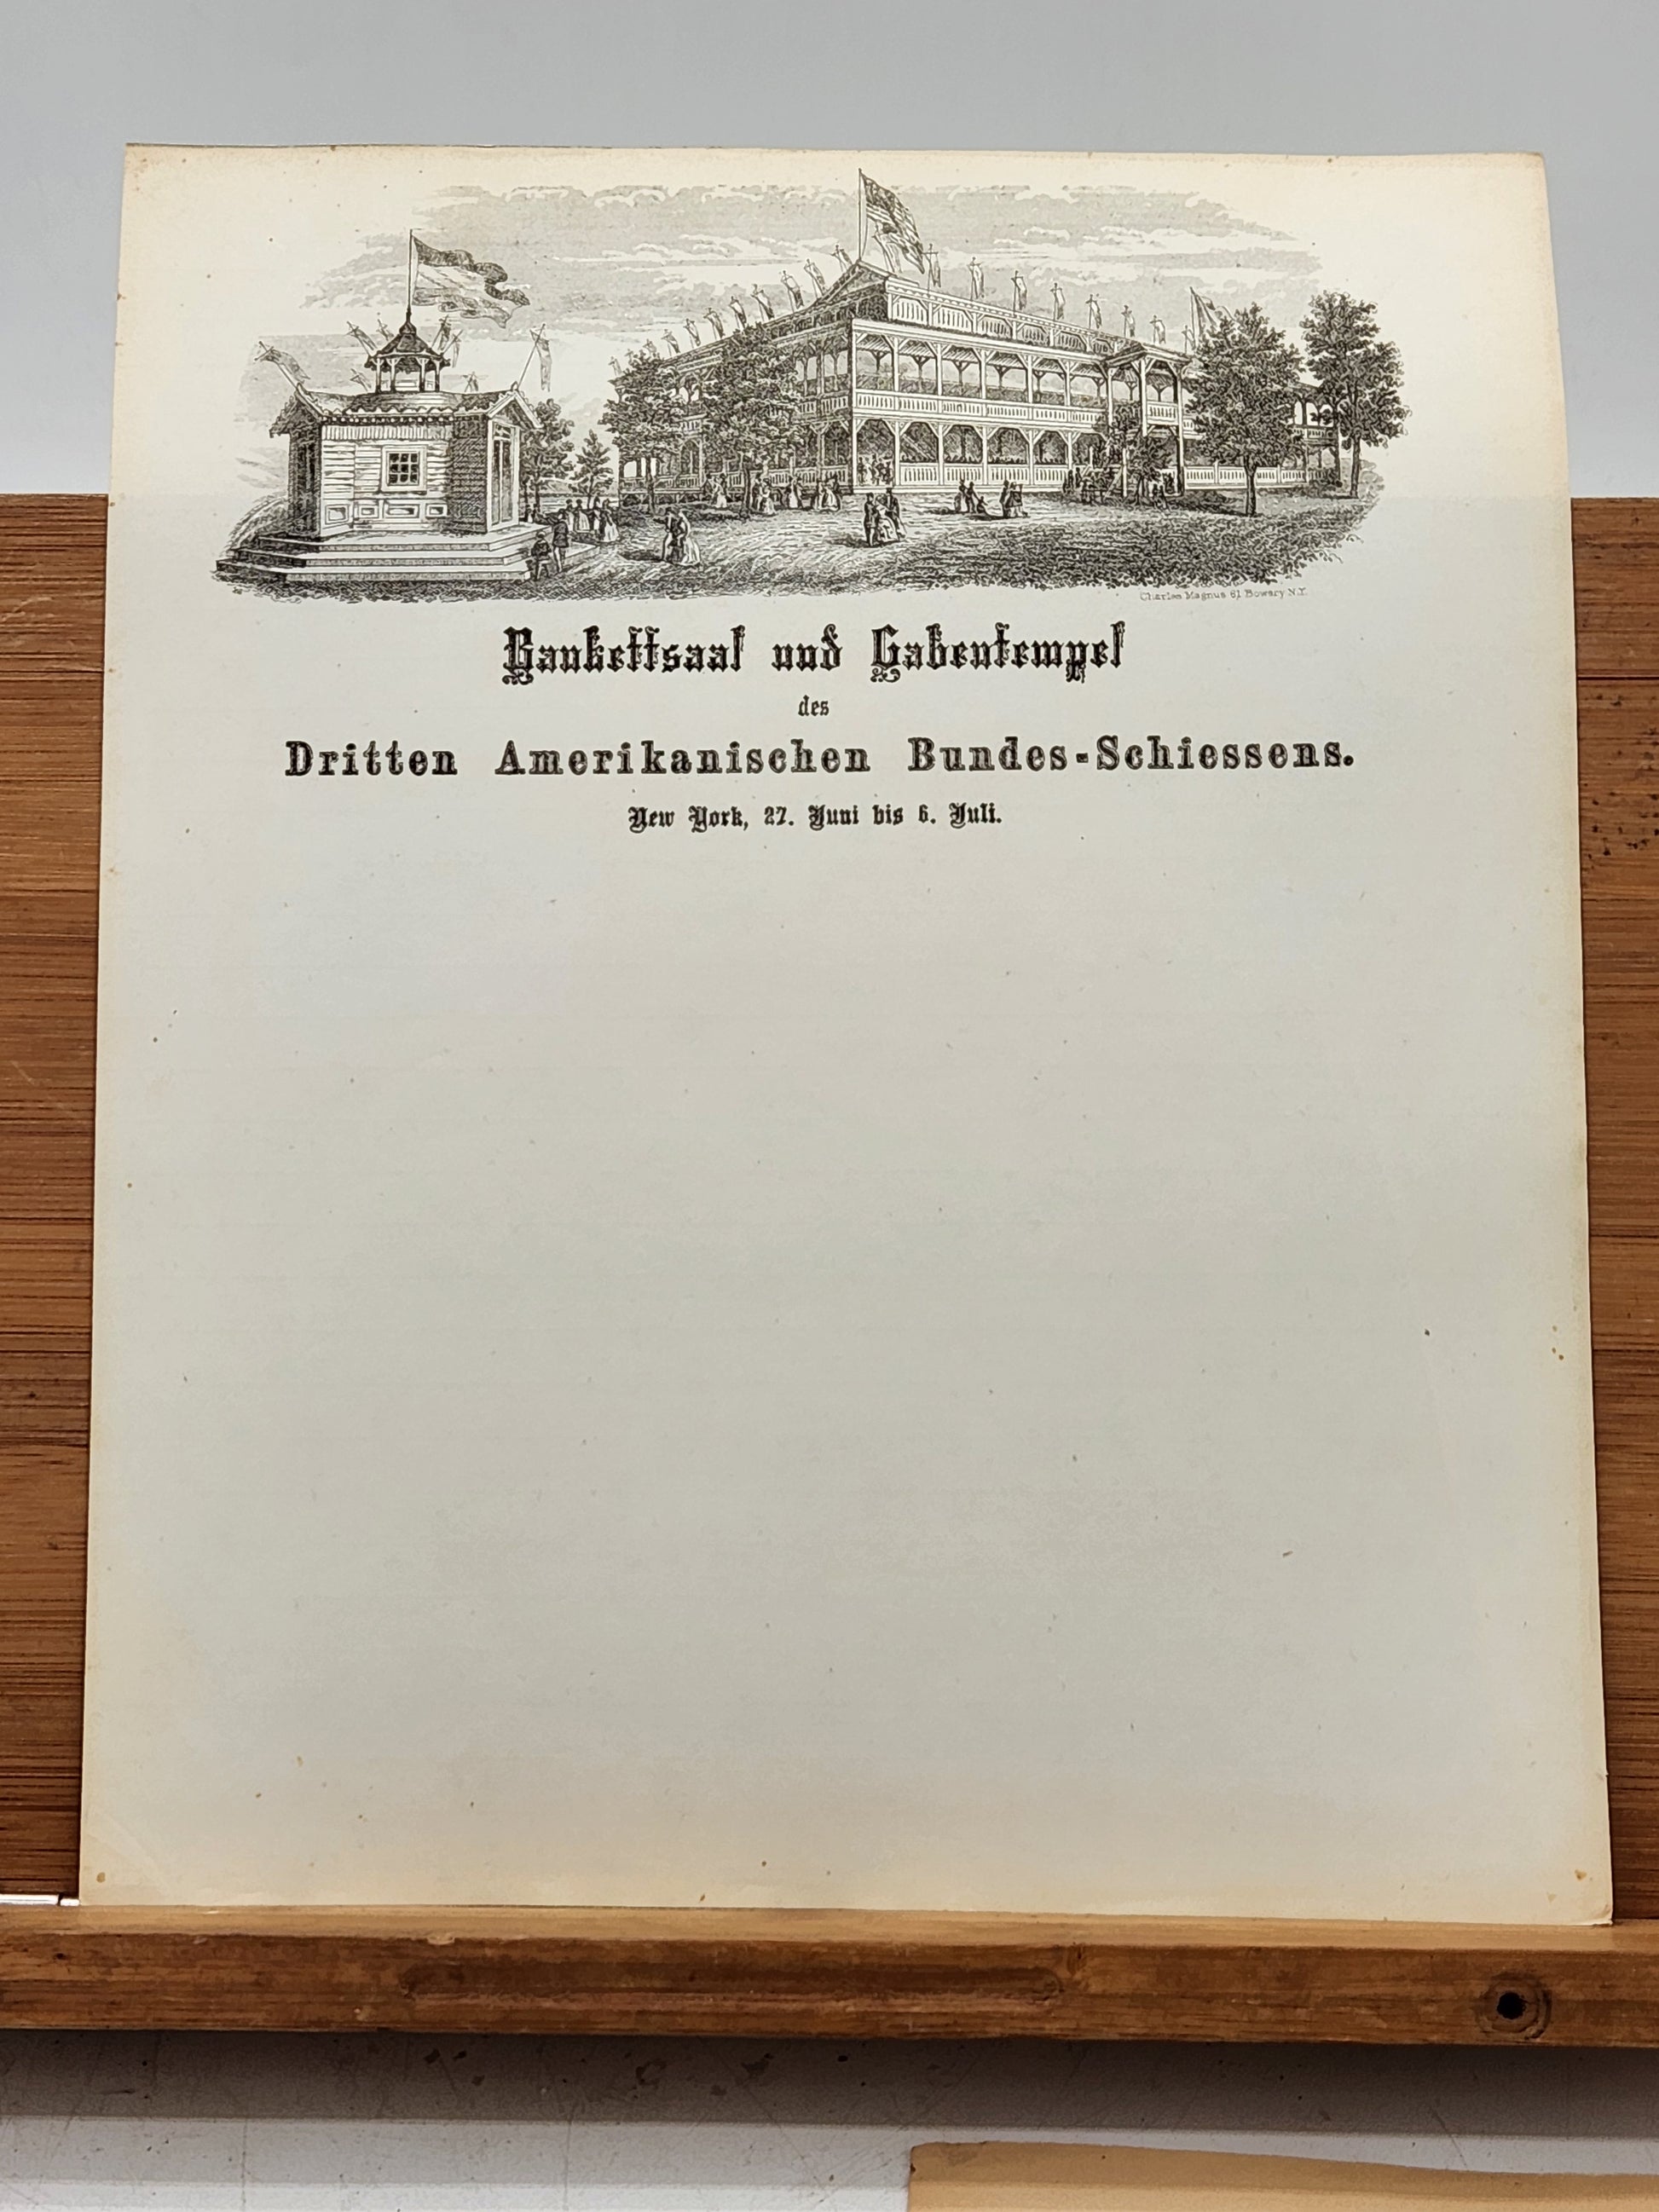 Charles Magnus 61 Bowery N.Y.
Bankettsaal und Gabentempel
des
Dritten Amerikanischen Bundes-Schiessens.
New York, 27. Juni bis 6. Juli.